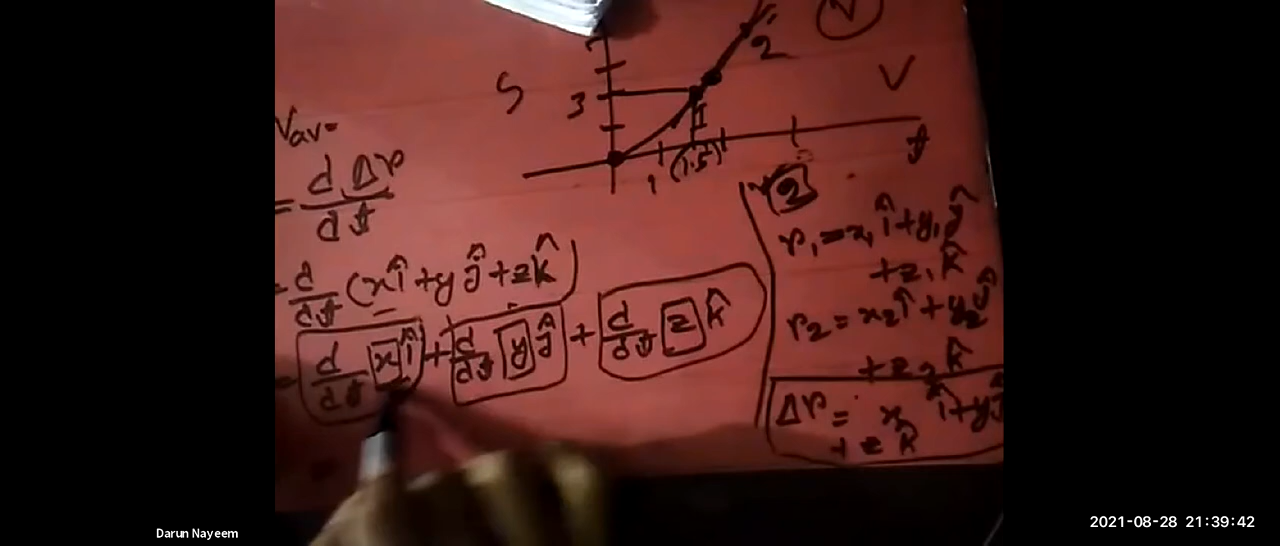 V
2
S
3
V
1
(1.5)
t
Vav=
= d Δr / dt
= d/dt (xî + yĵ + zk̂)
= d/dt xî + d/dt yĵ + d/dt z k̂
2
r₁ = x₁î + y₁ĵ
+ z₁k̂
r₂ = x₂î + y₂ĵ
+ z₂k̂
Δr = x î + yĵ
+ z k̂
Darun Nayeem
2021-08-28 21:39:42